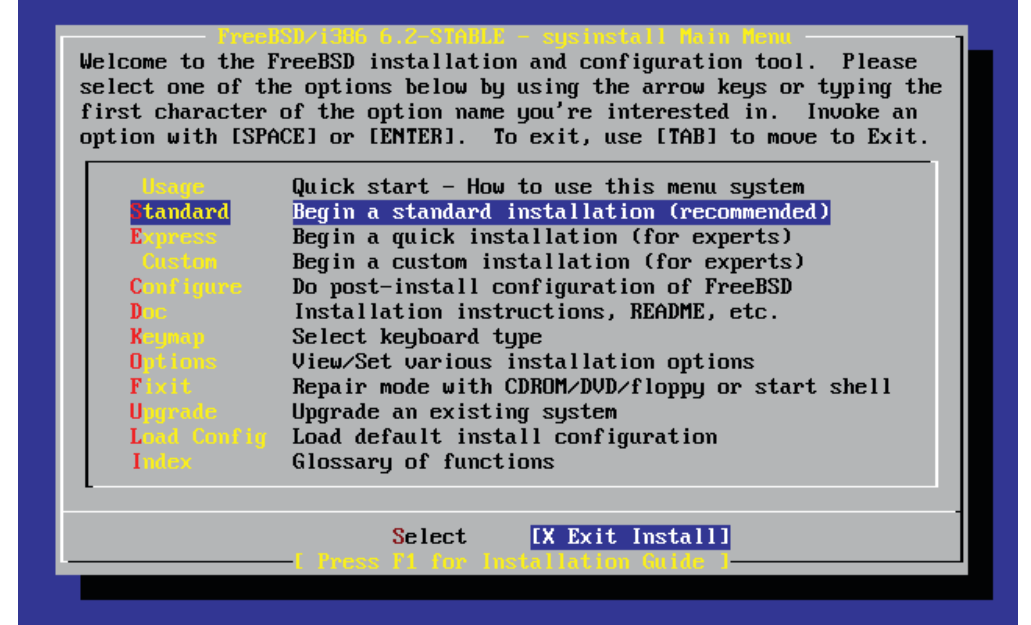 FreeBSD/i386 6.2-STABLE - sysinstall Main Menu
Welcome to the FreeBSD installation and configuration tool.  Please
select one of the options below by using the arrow keys or typing the
first character of the option name you're interested in.  Invoke an
option with [SPACE] or [ENTER].  To exit, use [TAB] to move to Exit.
Usage Quick start - How to use this menu system
Standard Begin a standard installation (recommended)
Express Begin a quick installation (for experts)
Custom Begin a custom installation (for experts)
Configure Do post-install configuration of FreeBSD
Doc Installation instructions, README, etc.
Keymap Select keyboard type
Options View/Set various installation options
Fixit Repair mode with CDROM/DVD/floppy or start shell
Upgrade Upgrade an existing system
Load Config Load default install configuration
Index Glossary of functions
Select [X Exit Install]
[ Press F1 for Installation Guide ]